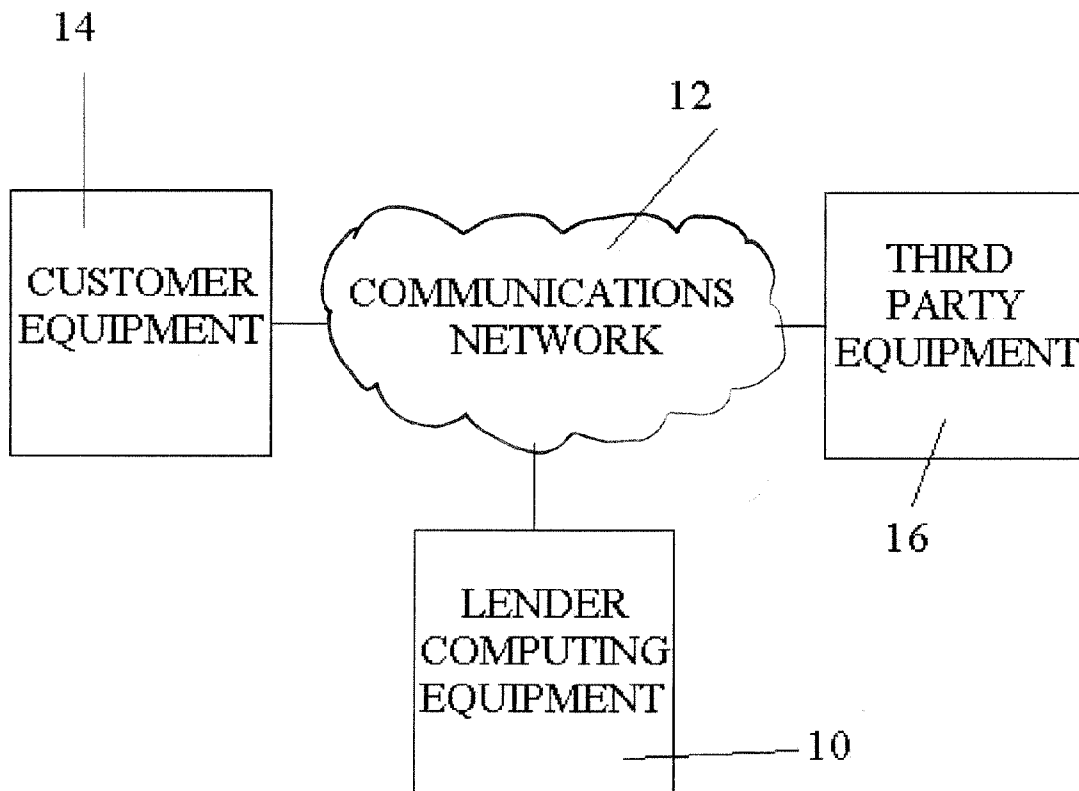 14
12
CUSTOMER
EQUIPMENT
COMMUNICATIONS
NETWORK
THIRD
PARTY
EQUIPMENT
16
LENDER
COMPUTING
EQUIPMENT
10